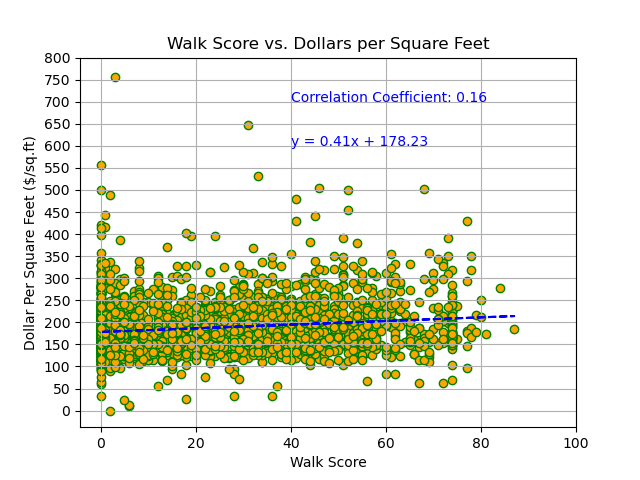 Walk Score vs. Dollars per Square Feet
800
750
700
650
600
550
500
450
400
350
300
250
200
150
100
50
0
Dollar Per Square Feet ($/sq.ft)
Correlation Coefficient: 0.16
y = 0.41x + 178.23
0 20 40 60 80 100
Walk Score